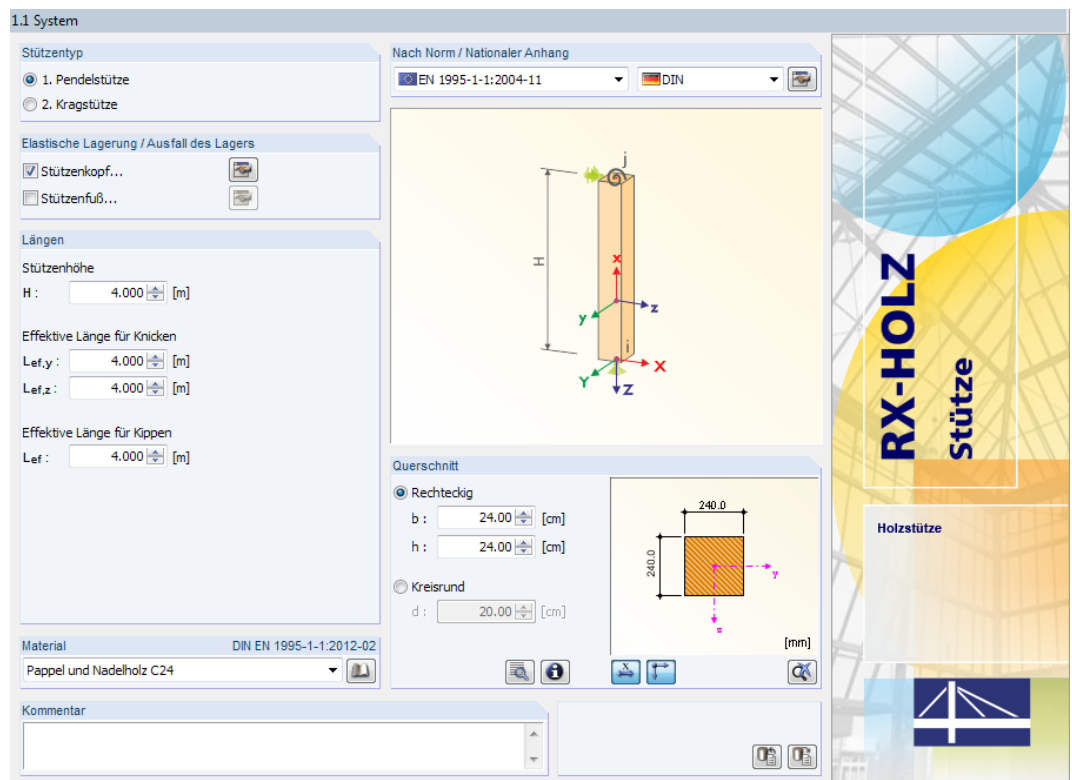 1.1 System
Stützentyp
1. Pendelstütze
2. Kragstütze
Elastische Lagerung / Ausfall des Lagers
Stützenkopf...
Stützenfuß...
Längen
Stützenhöhe
H : 4.000 [m]
Effektive Länge für Knicken
Lef,y : 4.000 [m]
Lef,z : 4.000 [m]
Effektive Länge für Kippen
Lef : 4.000 [m]
Material DIN EN 1995-1-1:2012-02
Pappel und Nadelholz C24
Kommentar
Nach Norm / Nationaler Anhang
EN 1995-1-1:2004-11 DIN
j
H
x
y
z
i
X
Y
Z
Querschnitt
Rechteckig
b : 24.00 [cm]
h : 24.00 [cm]
Kreisrund
d : 20.00 [cm]
240.0
240.0
y
z
[mm]
x
RX-HOLZ
Stütze
Holzstütze